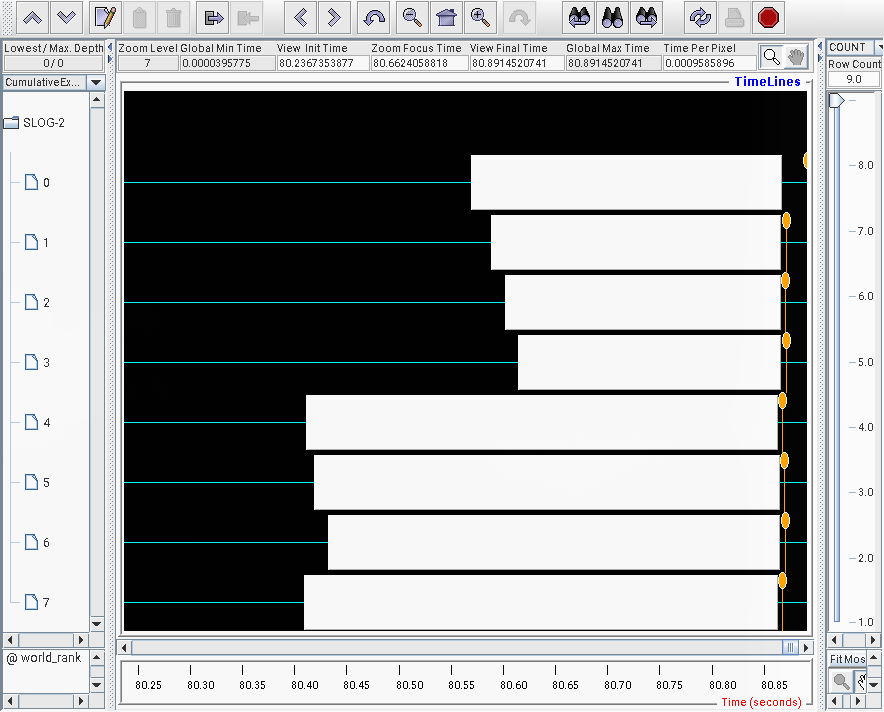 Lowest / Max. Depth
0 / 0
Zoom Level
7
Global Min Time
0.0000395775
View Init Time
80.2367353877
Zoom Focus Time
80.6624058818
View Final Time
80.8914520741
Global Max Time
80.8914520741
Time Per Pixel
0.0009585896
COUNT
Row Count
9.0
CumulativeEx...
TimeLines
SLOG-2
0
1
2
3
4
5
6
7
8.0
7.0
6.0
5.0
4.0
3.0
2.0
1.0
@ world_rank
Fit Mos
80.25 80.30 80.35 80.40 80.45 80.50 80.55 80.60 80.65 80.70 80.75 80.80 80.85
Time (seconds)